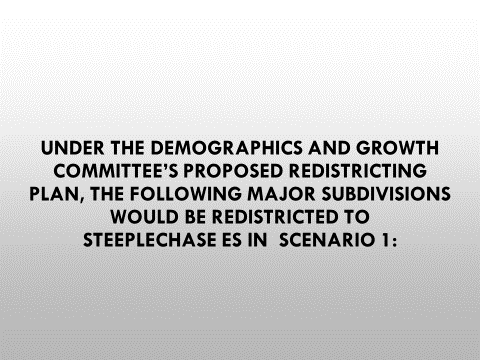 UNDER THE DEMOGRAPHICS AND GROWTH
COMMITTEE’S PROPOSED REDISTRICTING
PLAN, THE FOLLOWING MAJOR SUBDIVISIONS
WOULD BE REDISTRICTED TO
STEEPLECHASE ES IN  SCENARIO 1: